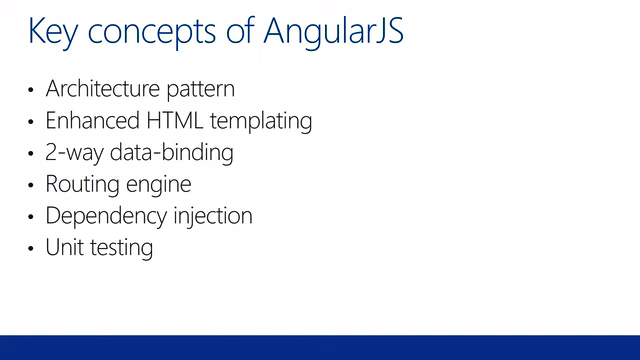 Key concepts of AngularJS
• Architecture pattern
• Enhanced HTML templating
• 2-way data-binding
• Routing engine
• Dependency injection
• Unit testing